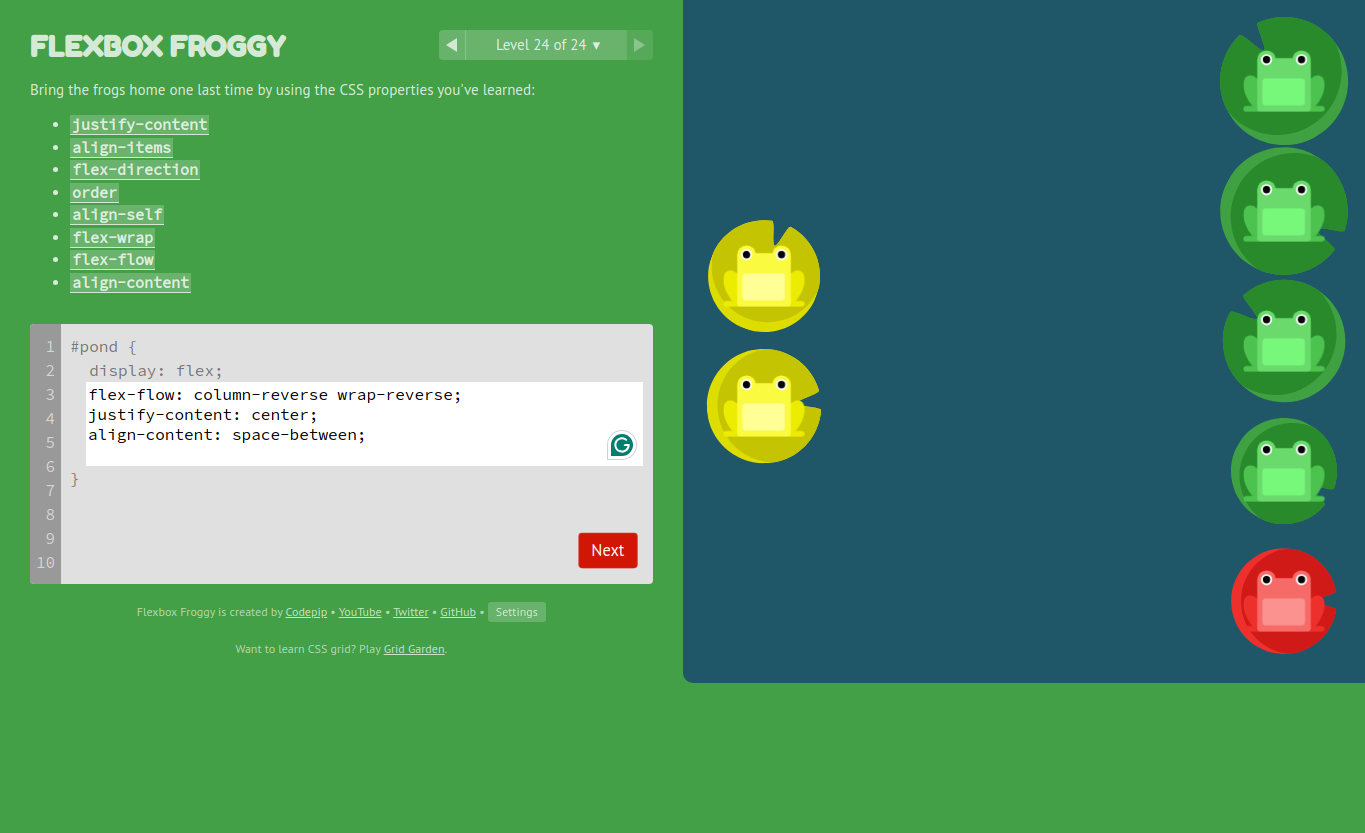 FLEXBOX FROGGY
◀ Level 24 of 24 ▼ ▶
Bring the frogs home one last time by using the CSS properties you've learned:
• justify-content
• align-items
• flex-direction
• order
• align-self
• flex-wrap
• flex-flow
• align-content
1 #pond {
2 display: flex;
3 flex-flow: column-reverse wrap-reverse;
4 justify-content: center;
5 align-content: space-between;
6
7 }
8
9
10
G
Next
Flexbox Froggy is created by Codepip • YouTube • Twitter • GitHub • Settings
Want to learn CSS grid? Play Grid Garden.